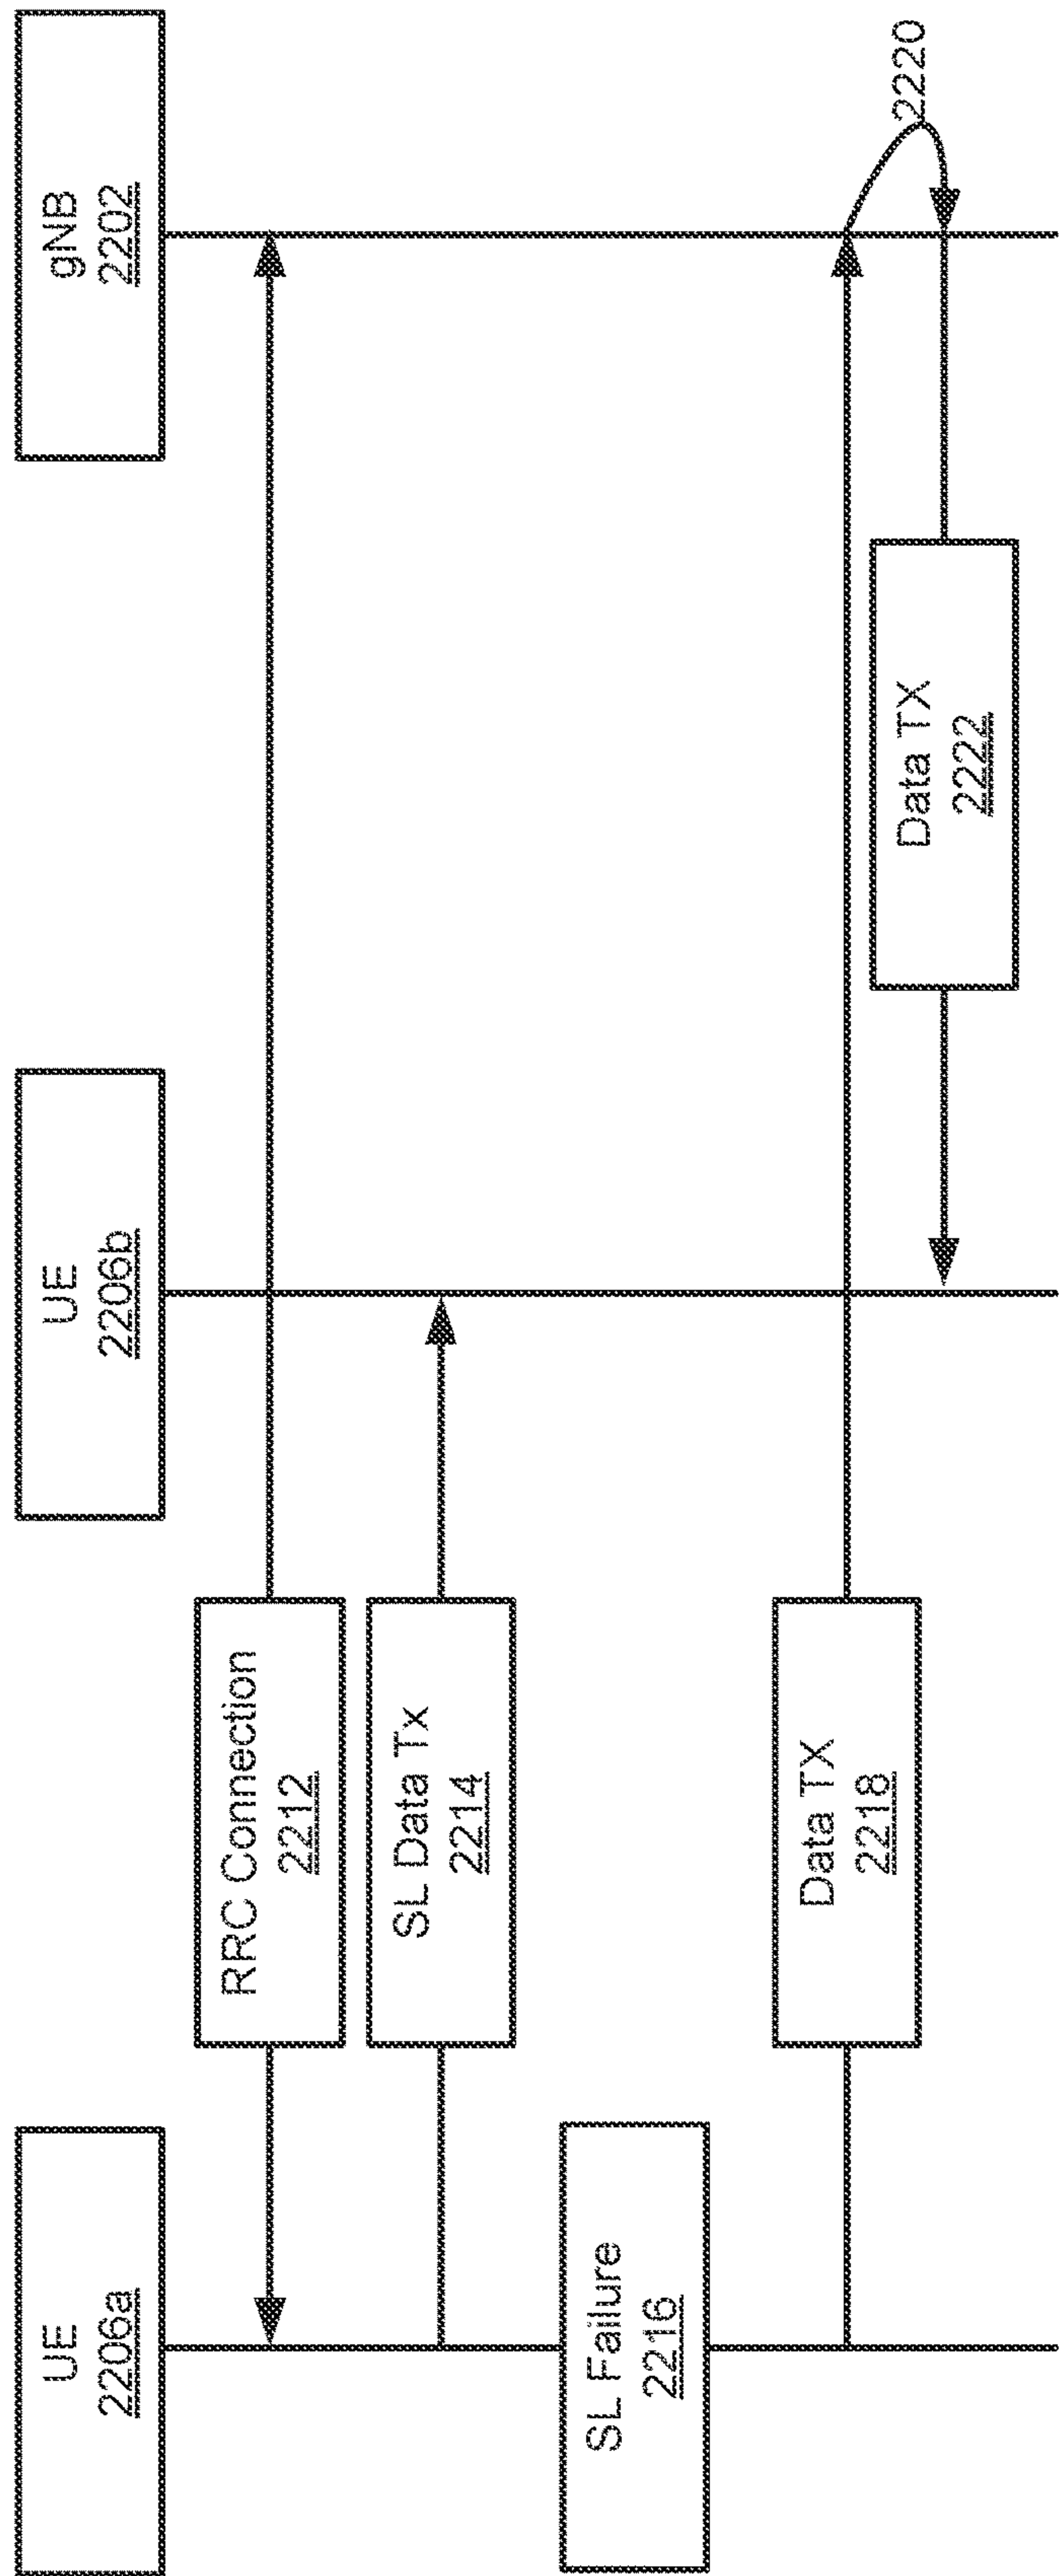 UE
2206a
UE
2206b
gNB
2202
RRC Connection
2212
SL Data Tx
2214
SL Failure
2216
Data TX
2218
2220
Data TX
2222